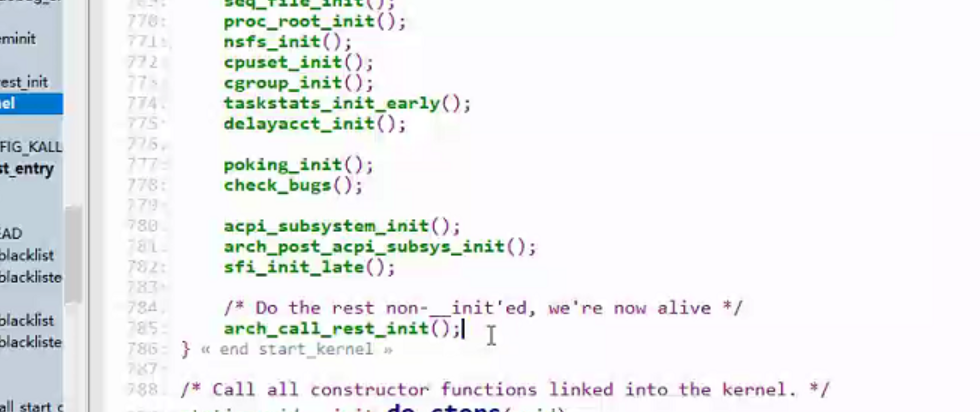 seq_file_init();
770: proc_root_init();
771: nsfs_init();
772: cpuset_init();
773: cgroup_init();
774: taskstats_init_early();
775: delayacct_init();
776:
777: poking_init();
778: check_bugs();
779:
780: acpi_subsystem_init();
781: arch_post_acpi_subsys_init();
782: sfi_init_late();
783:
784: /* Do the rest non-__init'ed, we're now alive */
785: arch_call_rest_init();
786: } « end start_kernel »
787:
788: /* Call all constructor functions linked into the kernel. */
eminit
est_init
nel
FIG_KALL
st_entry
EAD
blacklist
blackliste
blacklist
blackliste
all_start_c